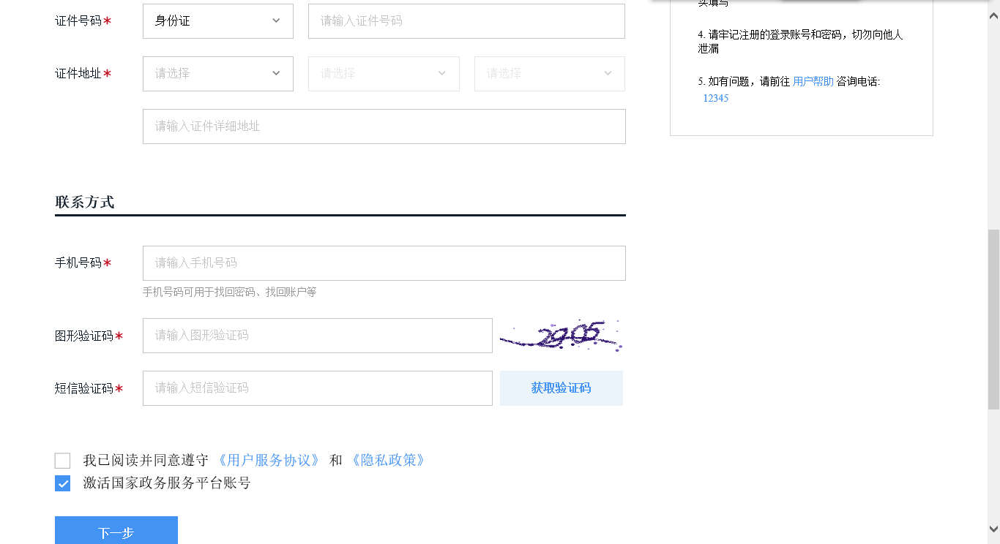 证件号码*
身份证
请输入证件号码
证件地址*
请选择
请选择
请选择
请输入证件详细地址
联系方式
手机号码*
请输入手机号码
手机号码可用于找回密码、找回账户等
图形验证码*
请输入图形验证码
短信验证码*
请输入短信验证码
获取验证码
我已阅读并同意遵守《用户服务协议》和《隐私政策》
激活国家政务服务平台账号
下一步
实填写
4. 请牢记注册的登录账号和密码，切勿向他人
泄漏
5. 如有问题，请前往 用户帮助 咨询电话:
12345